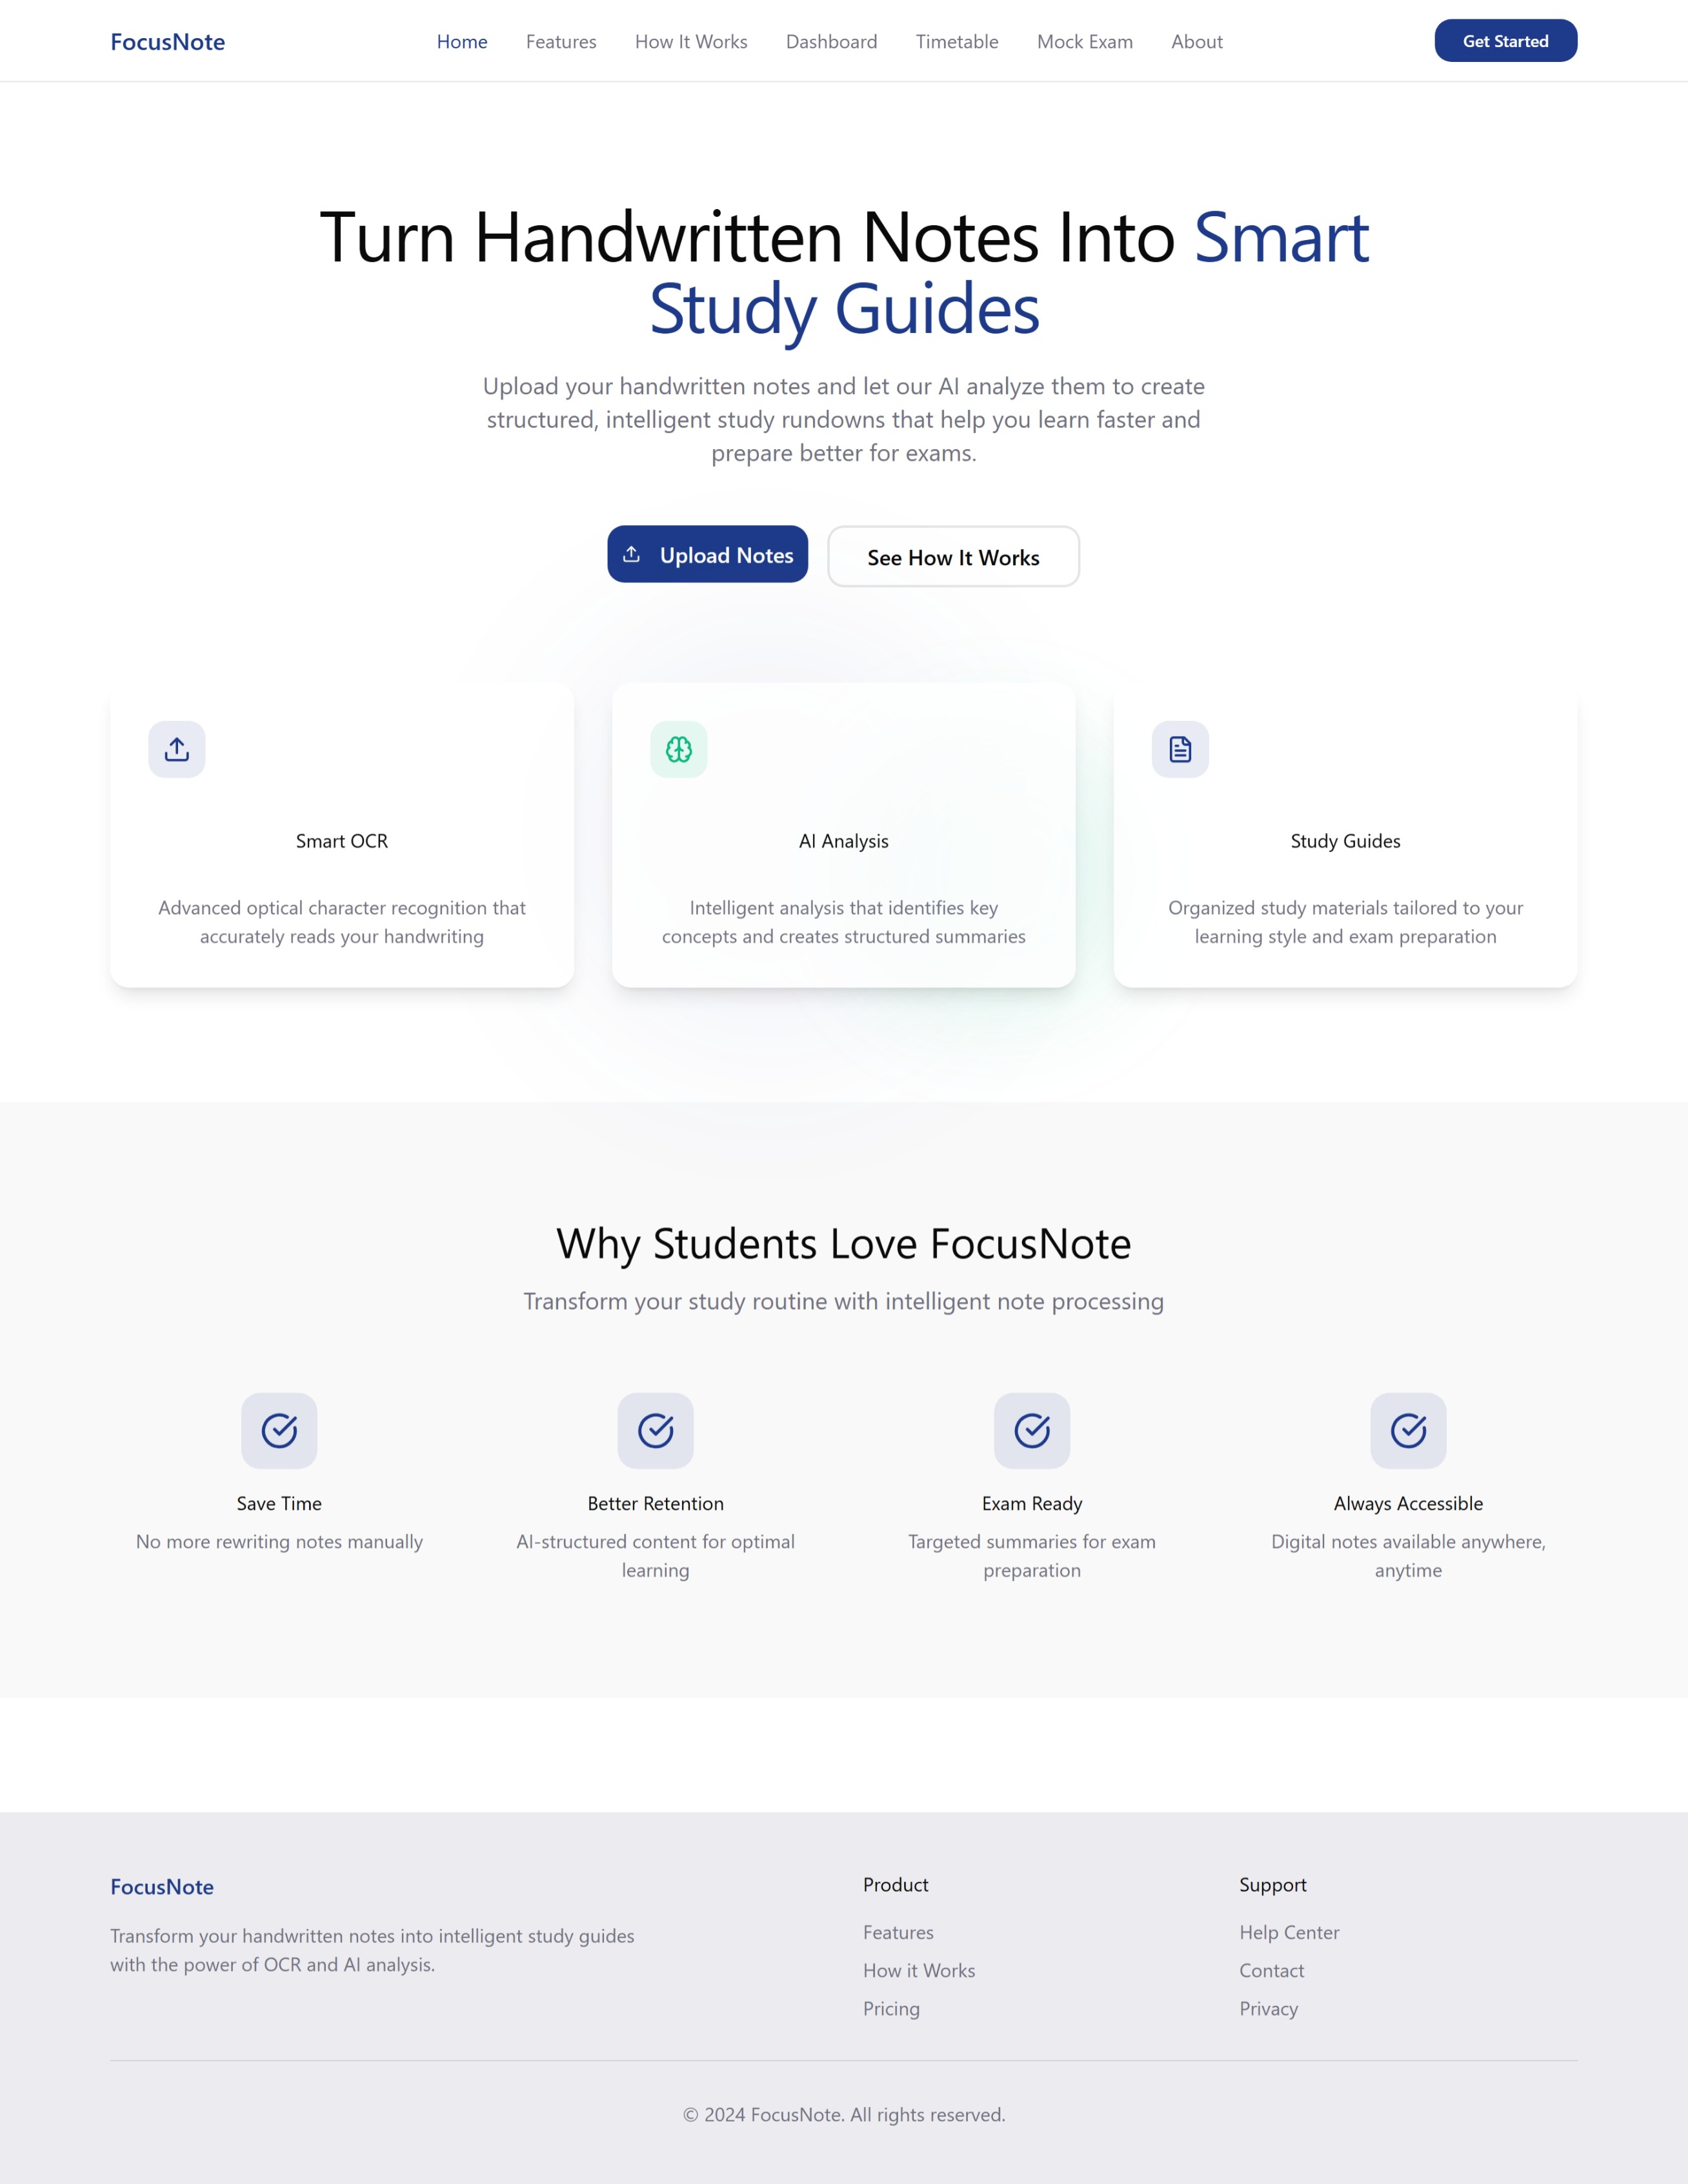 FocusNote
Home
Features
How It Works
Dashboard
Timetable
Mock Exam
About
Get Started
Turn Handwritten Notes Into Smart
Study Guides
Upload your handwritten notes and let our AI analyze them to create
structured, intelligent study rundowns that help you learn faster and
prepare better for exams.
Upload Notes
See How It Works
Smart OCR
Advanced optical character recognition that
accurately reads your handwriting
AI Analysis
Intelligent analysis that identifies key
concepts and creates structured summaries
Study Guides
Organized study materials tailored to your
learning style and exam preparation
Why Students Love FocusNote
Transform your study routine with intelligent note processing
Save Time
No more rewriting notes manually
Better Retention
AI-structured content for optimal
learning
Exam Ready
Targeted summaries for exam
preparation
Always Accessible
Digital notes available anywhere,
anytime
FocusNote
Transform your handwritten notes into intelligent study guides
with the power of OCR and AI analysis.
Product
Features
How it Works
Pricing
Support
Help Center
Contact
Privacy
© 2024 FocusNote. All rights reserved.